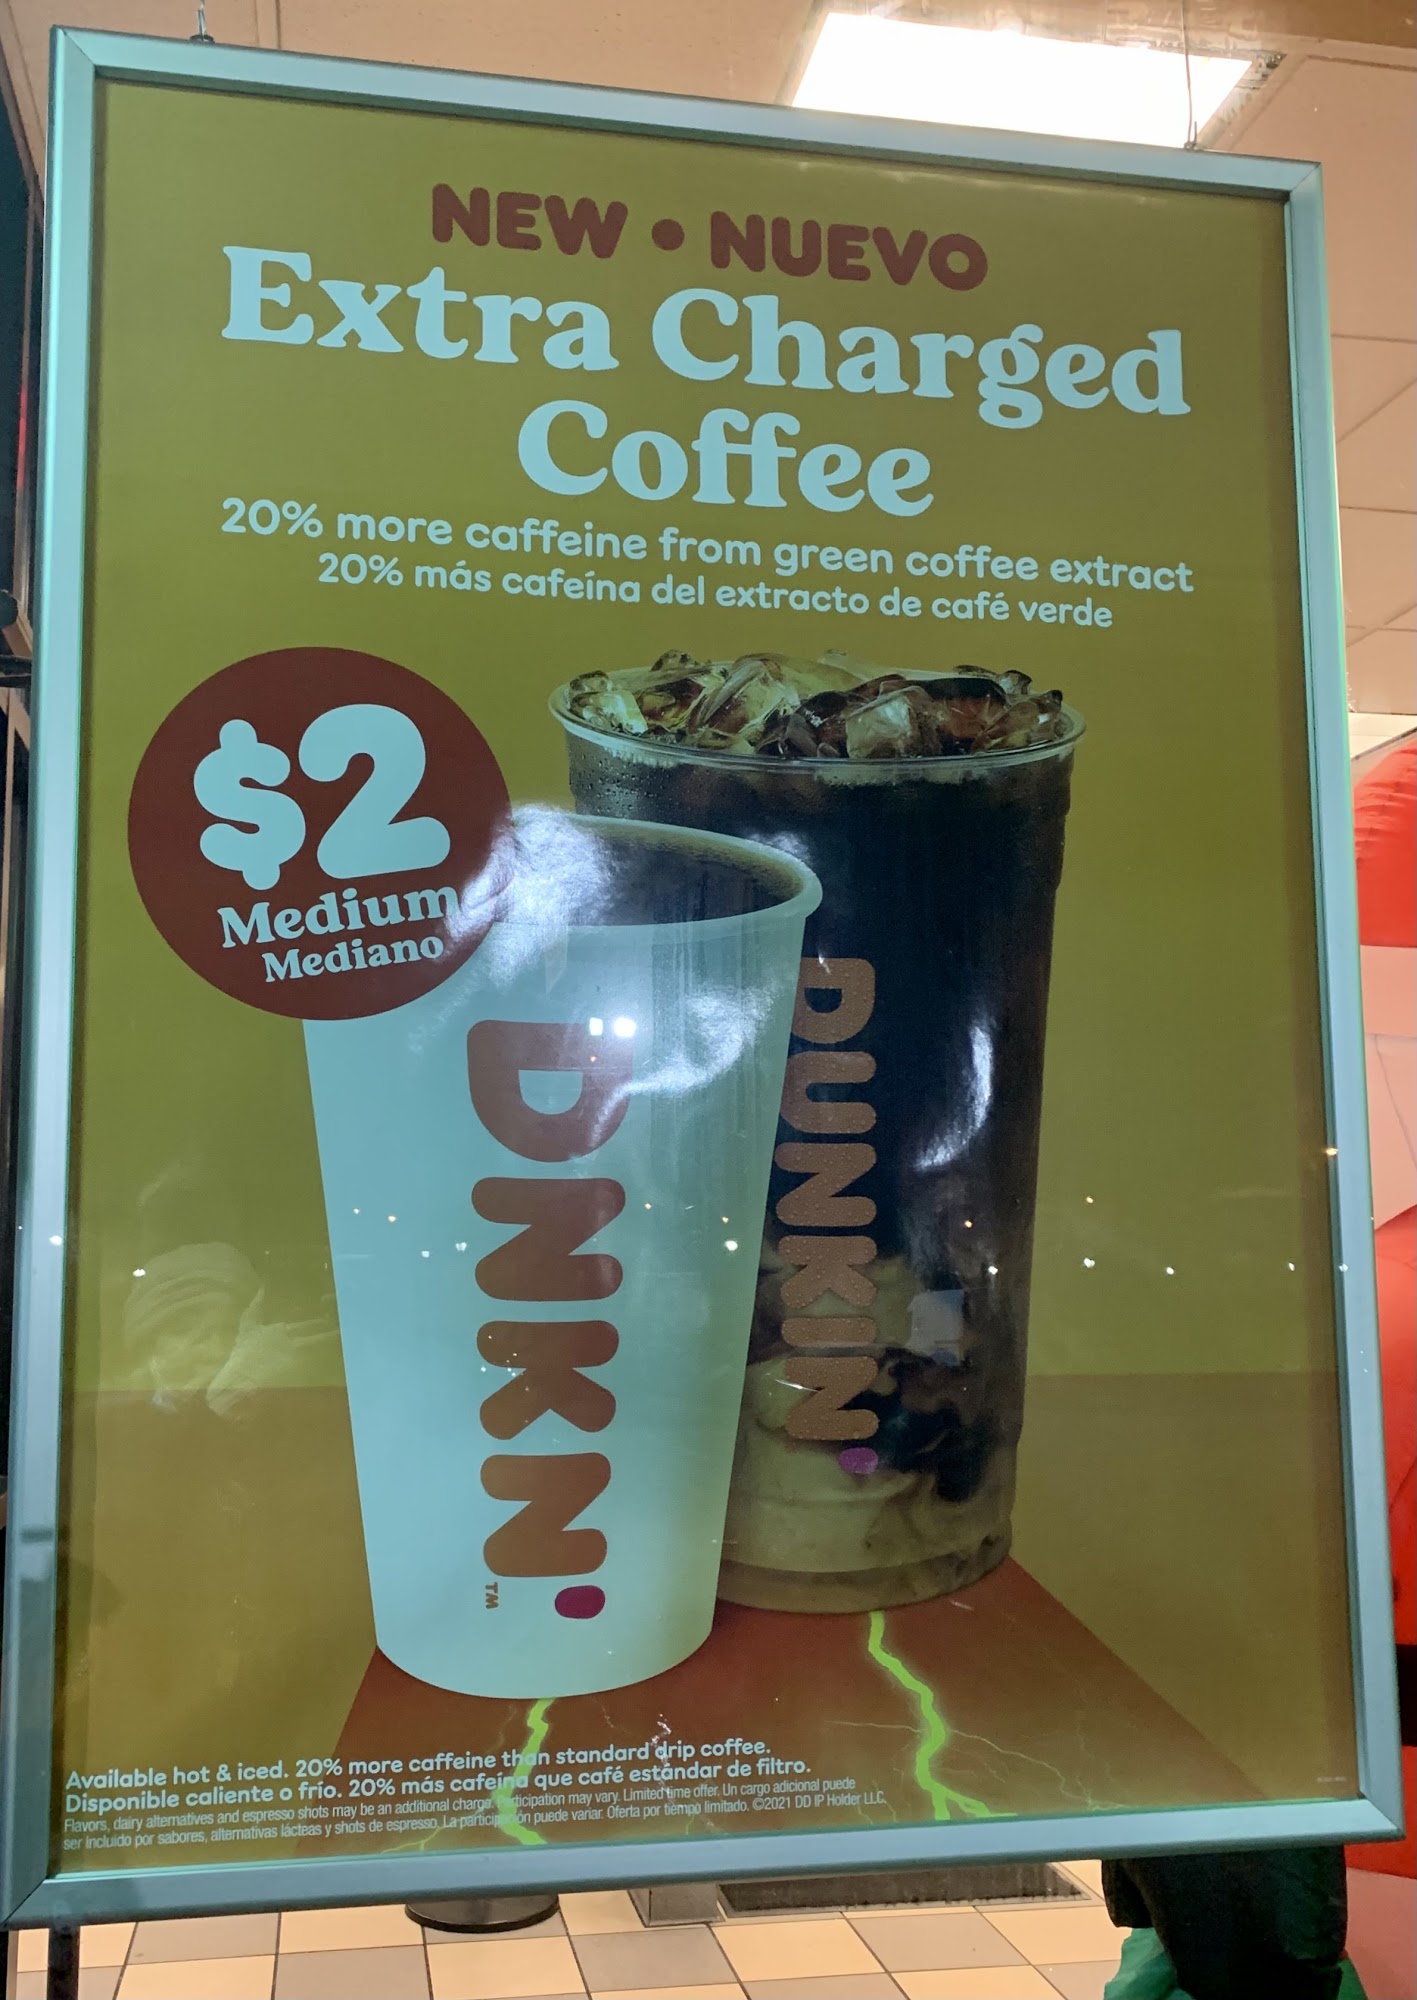 NEW • NUEVO
Extra Charged
Coffee
20% more caffeine from green coffee extract
20% más cafeína del extracto de café verde
$2
Medium
Mediano
DNKN'
TM
DUNKIN'
Available hot & iced. 20% more caffeine than standard drip coffee.
Disponible caliente o frío. 20% más cafeína que café estándar de filtro.
Flavors, dairy alternatives and espresso shots may be an additional charge. Participation may vary. Limited time offer. Un cargo adicional puede
ser incluido por sabores, alternativas lácteas y shots de espresso. La participación puede variar. Oferta por tiempo limitado. ©2021 DD IP Holder LLC.